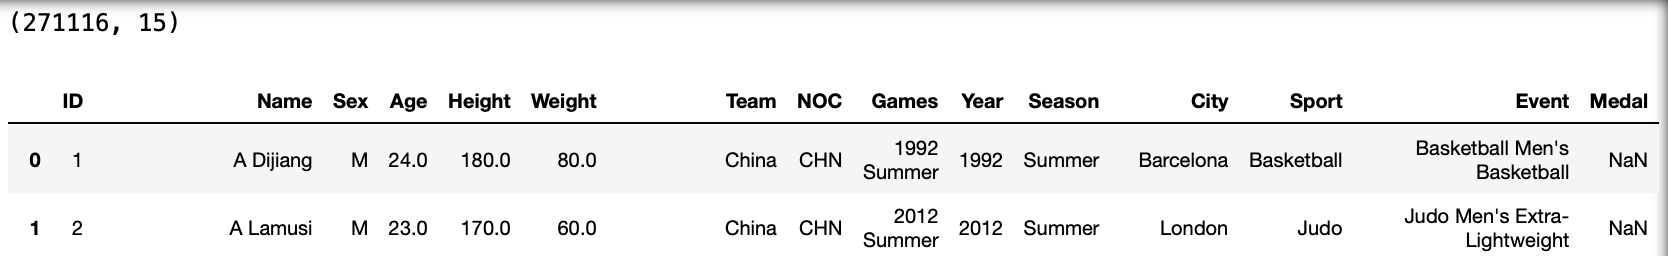 (271116, 15)
ID Name Sex Age Height Weight Team NOC Games Year Season City Sport Event Medal
0 1 A Dijiang M 24.0 180.0 80.0 China CHN 1992 Summer 1992 Summer Barcelona Basketball Basketball Men's Basketball NaN
1 2 A Lamusi M 23.0 170.0 60.0 China CHN 2012 Summer 2012 Summer London Judo Judo Men's Extra-Lightweight NaN